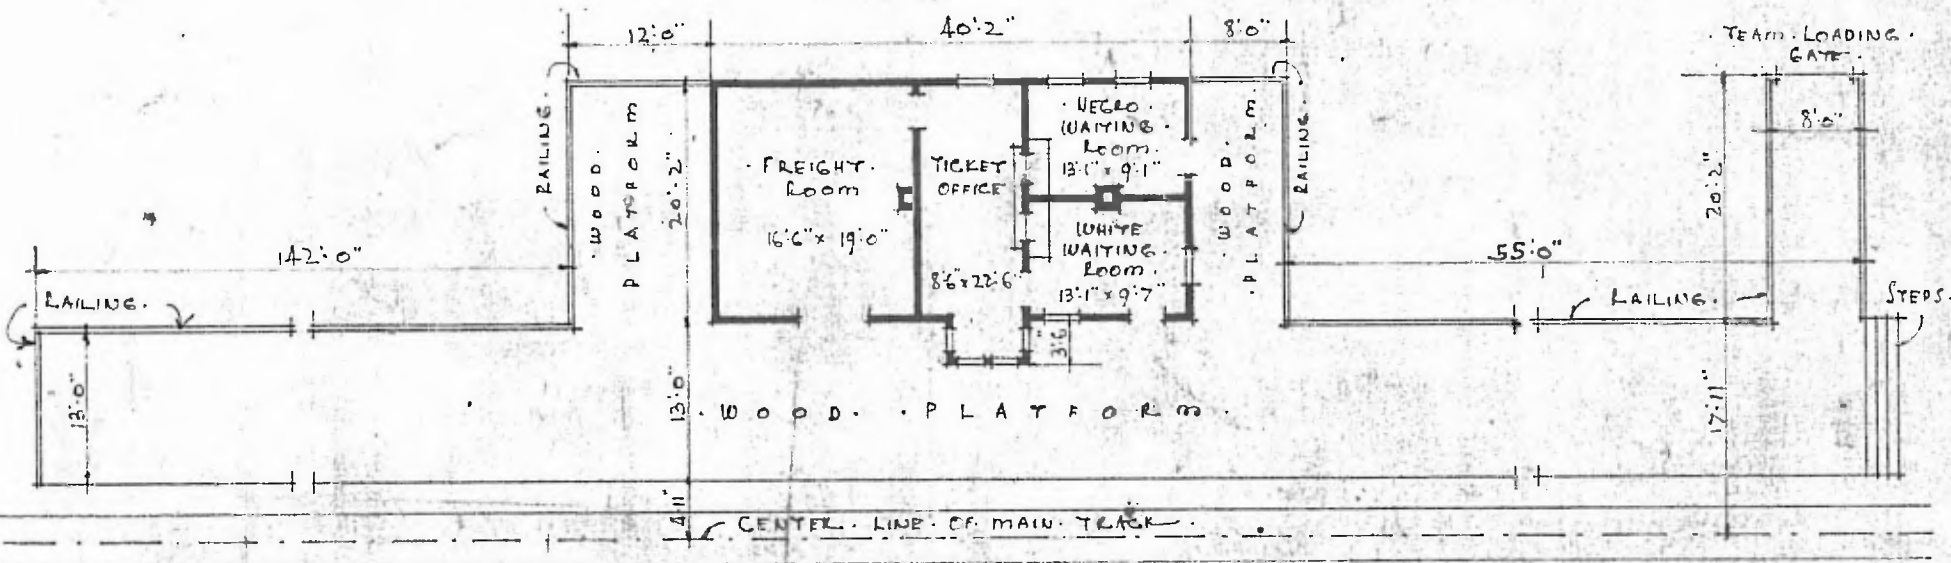 12'0"
40'2"
8'0"
· TEAM · LOADING ·
GATE
RAILING ·
· WOOD ·
PLATFORM
20'2"
· FREIGHT ·
ROOM
16'6" x 19'0"
TICKET
OFFICE
8'6" x 22'6"
· NEGRO ·
WAITING ·
ROOM ·
13'1" x 9'1"
WHITE
WAITING ·
ROOM ·
13'1" x 9'7"
3'6"
· WOOD ·
· PLATFORM ·
RAILING ·
55'0"
20'2"
8'0"
142'0"
RAILING ·
RAILING ·
STEPS ·
13'0"
13'0"
· WOOD · · PLATFORM ·
17'11"
4'11"
CENTER · LINE · OF · MAIN · TRACK ·